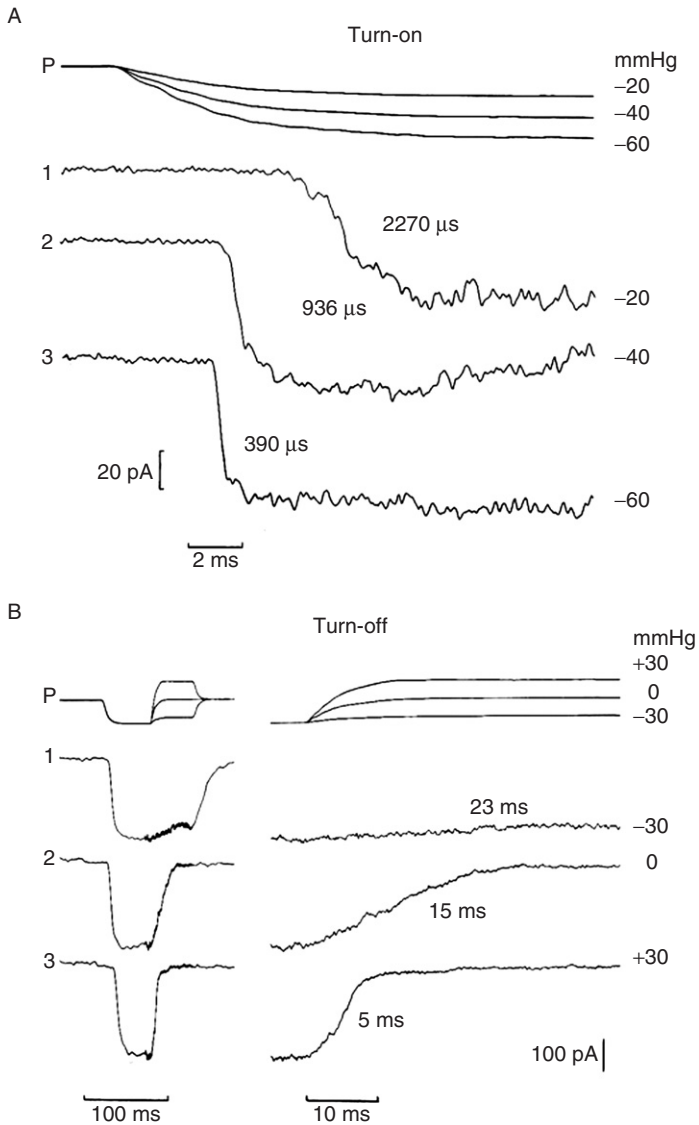 A
Turn-on
P
mmHg
−20
−40
−60
1
2270 μs
2
936 μs
−20
3
−40
390 μs
20 pA
−60
2 ms
B
Turn-off
mmHg
P
+30
0
−30
1
23 ms
−30
2
0
15 ms
3
+30
5 ms
100 pA
100 ms
10 ms